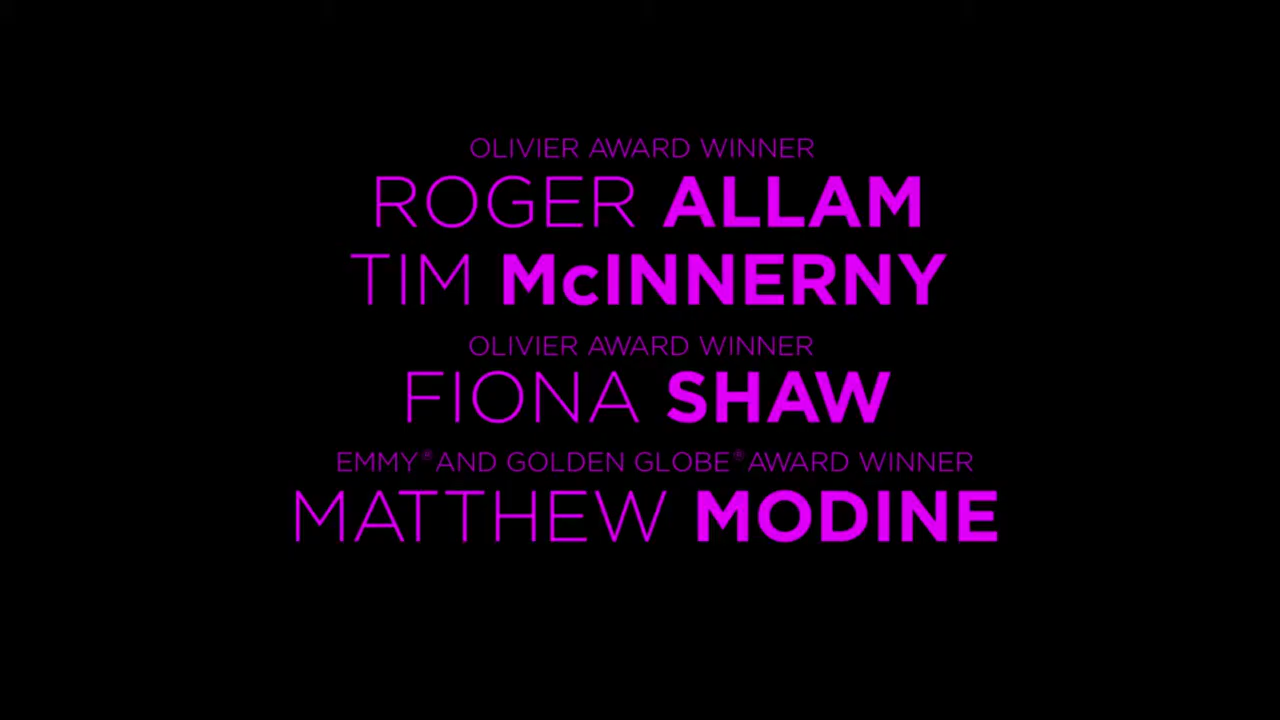 OLIVIER AWARD WINNER
ROGER ALLAM
TIM McINNERNY
OLIVIER AWARD WINNER
FIONA SHAW
EMMY® AND GOLDEN GLOBE® AWARD WINNER
MATTHEW MODINE